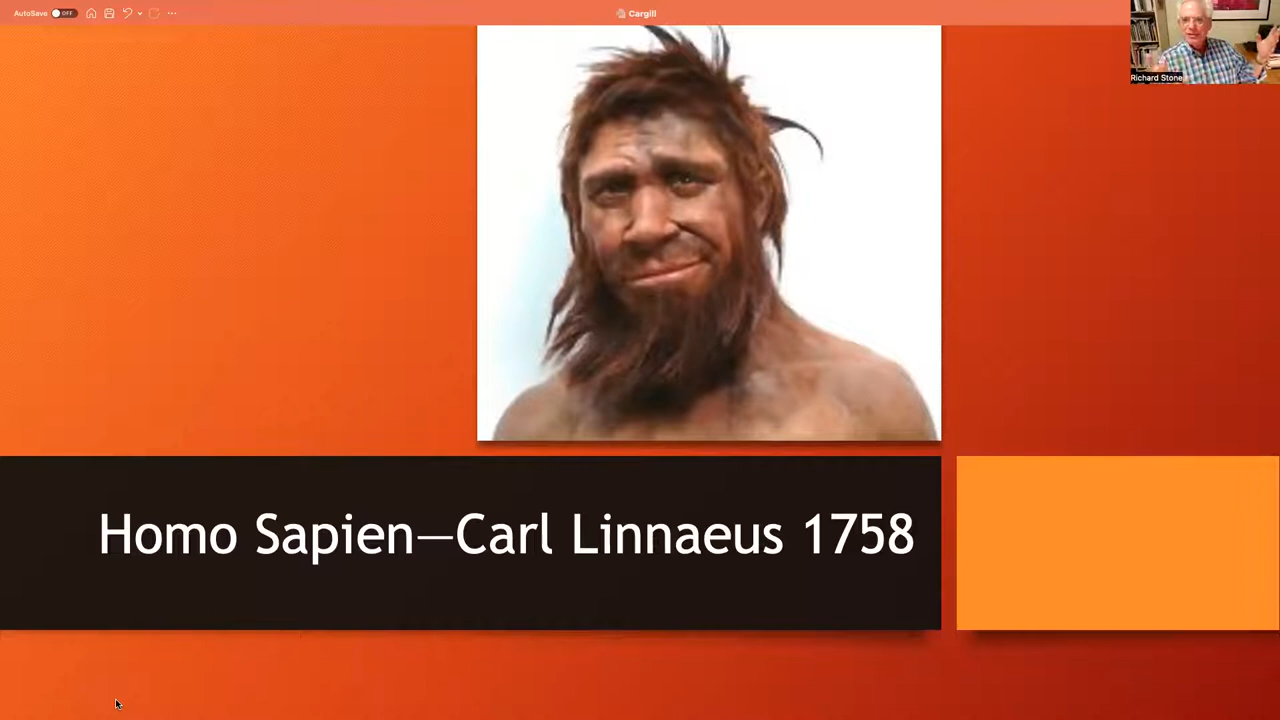 AutoSave OFF
Cargill
Richard Stone
Homo Sapien—Carl Linnaeus 1758